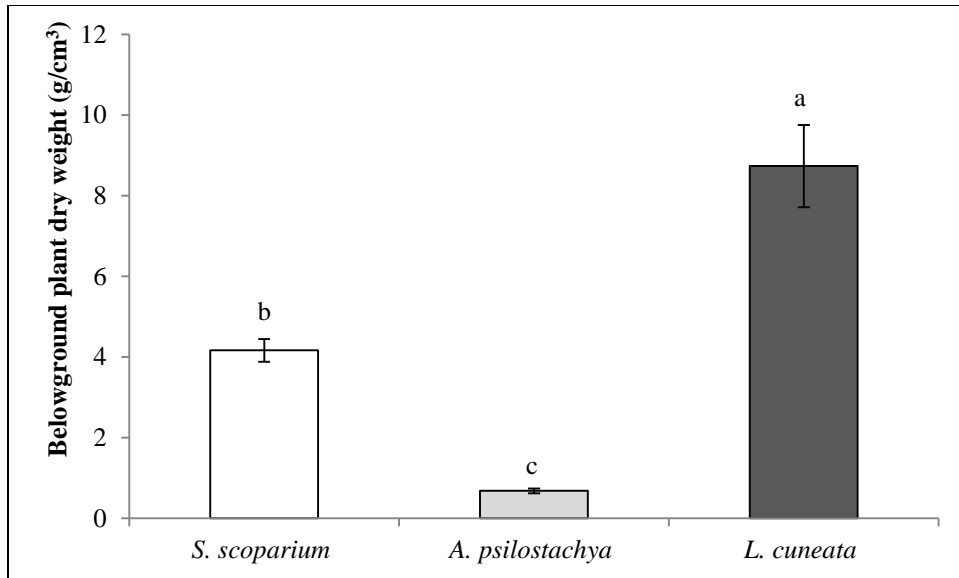 Belowground plant dry weight (g/cm³)
12
10
8
6
4
2
0
b
c
a
S. scoparium
A. psilostachya
L. cuneata